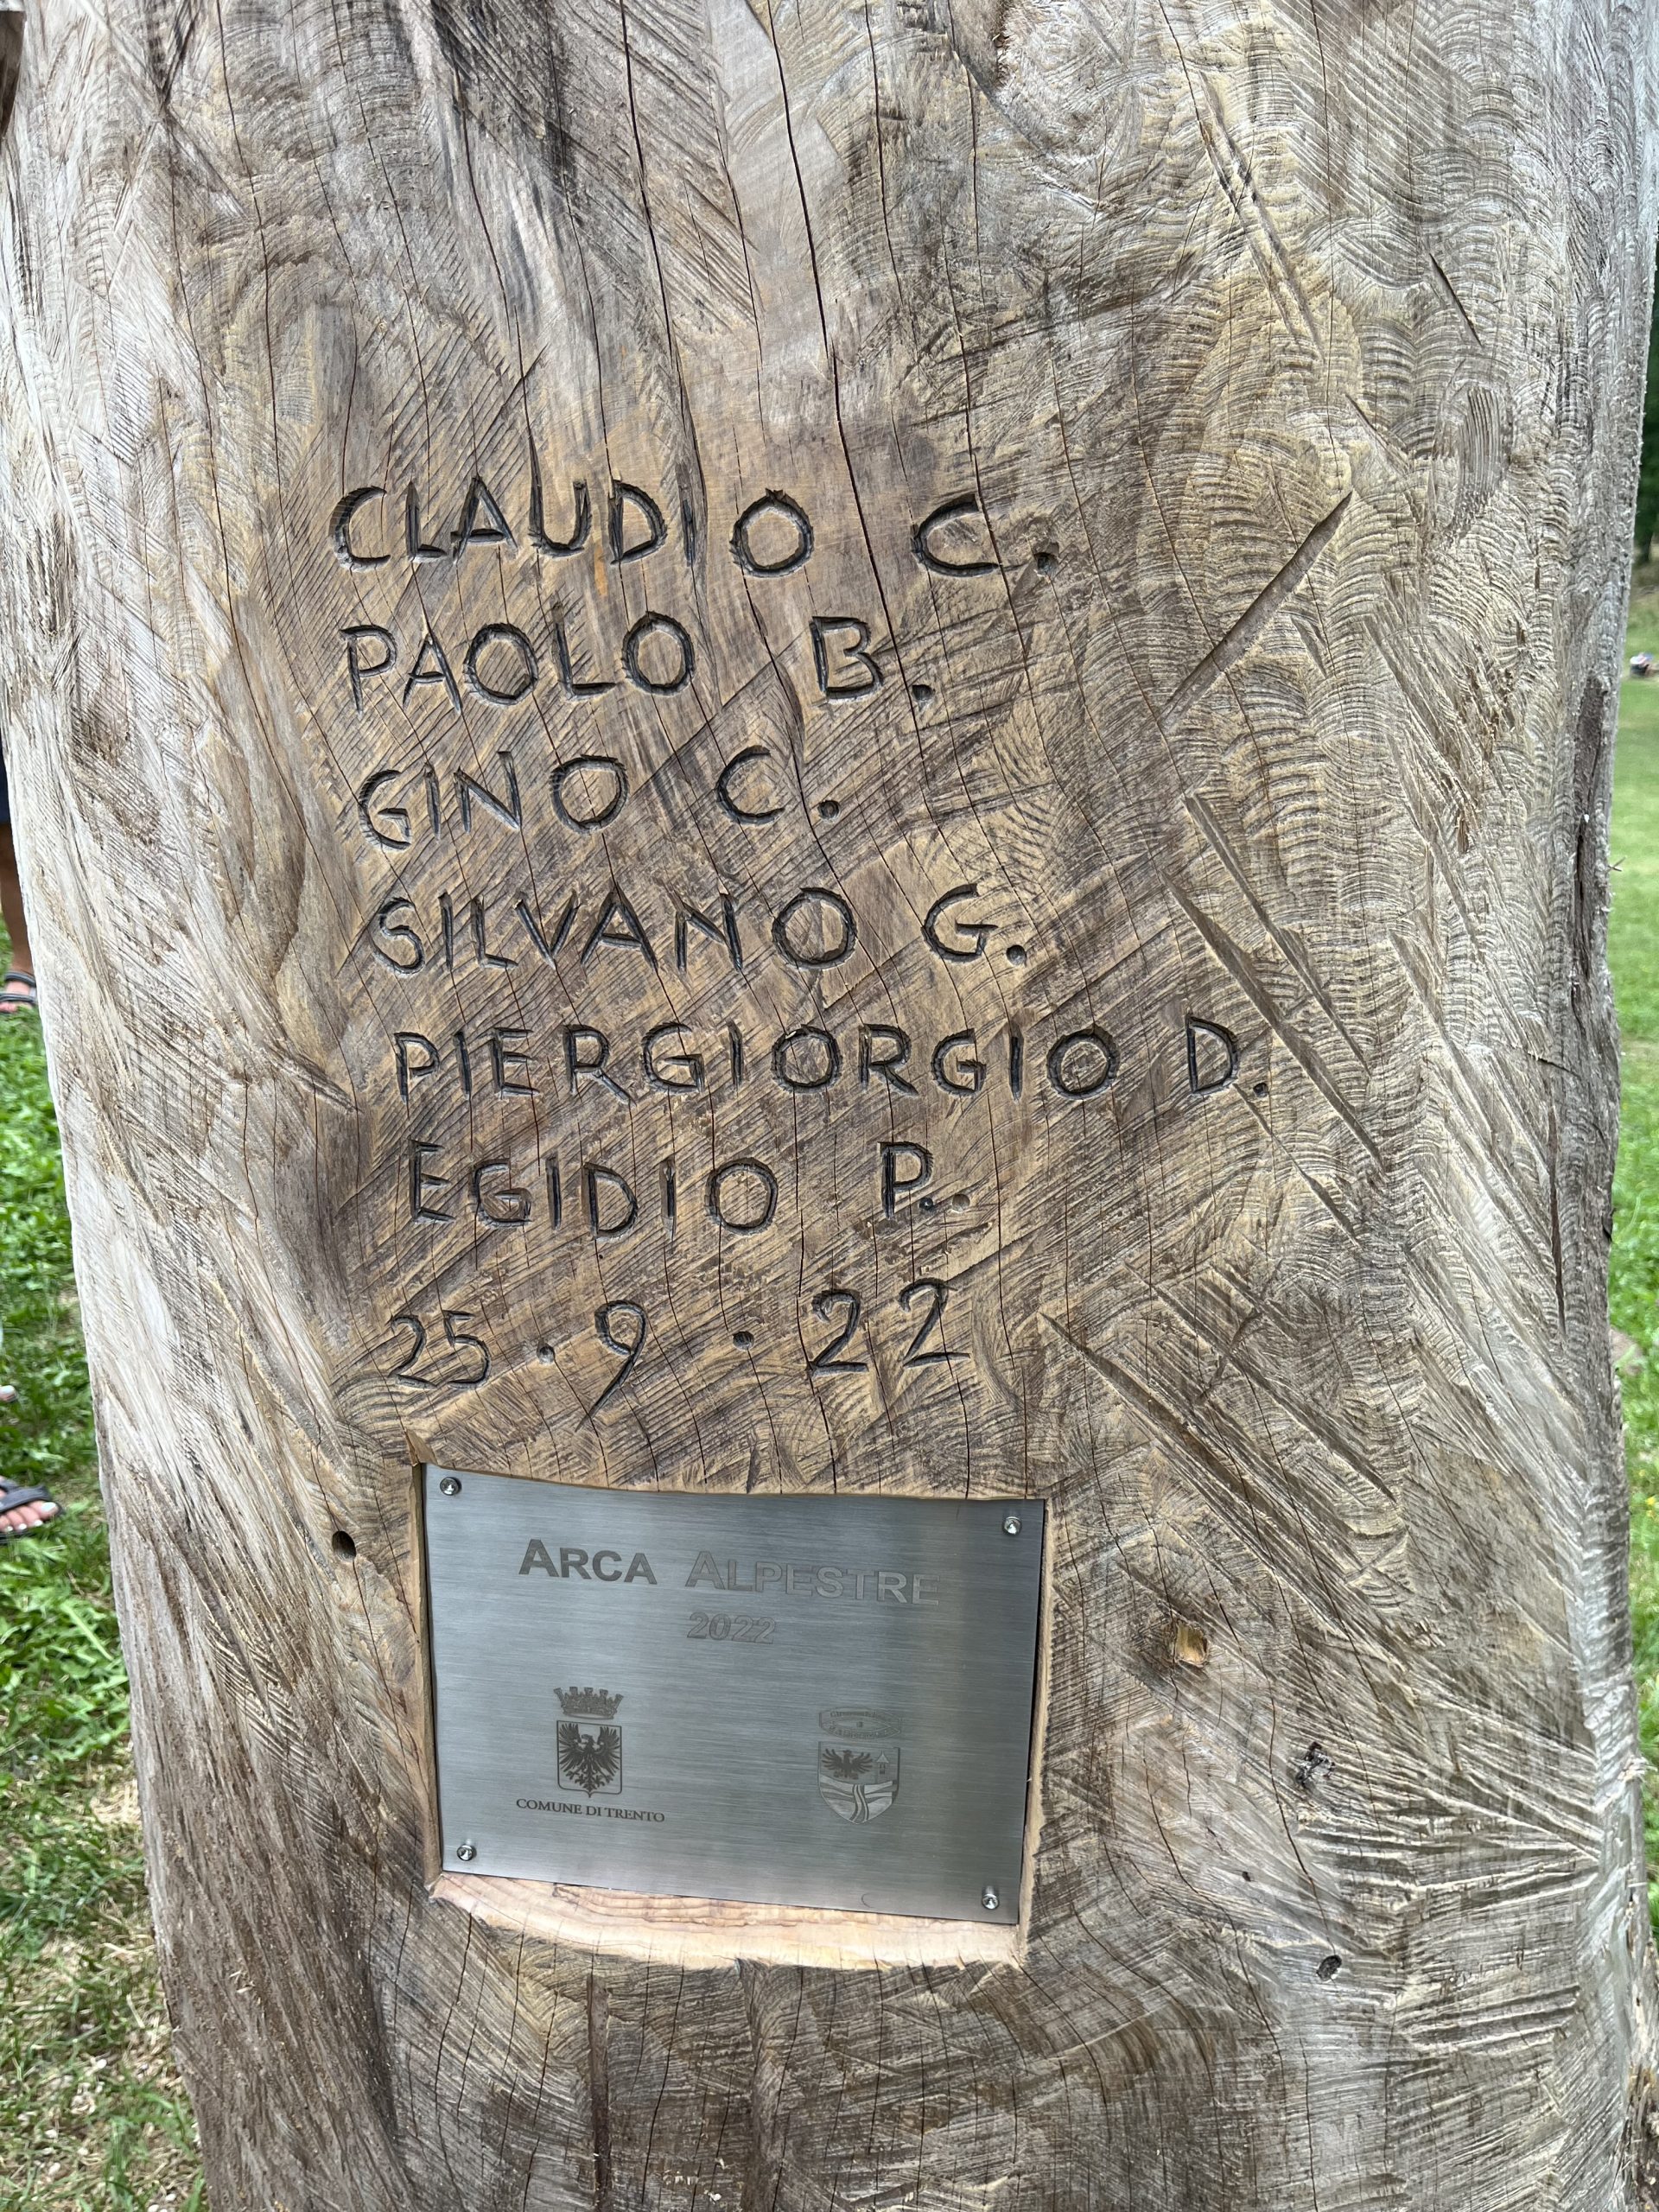 CLAUDIO C.
PAOLO B.
GINO C.
SILVANO G.
PIERGIORGIO D.
EGIDIO P.
25 . 9 . 22
ARCA ALPESTRE
2022
COMUNE DI TRENTO